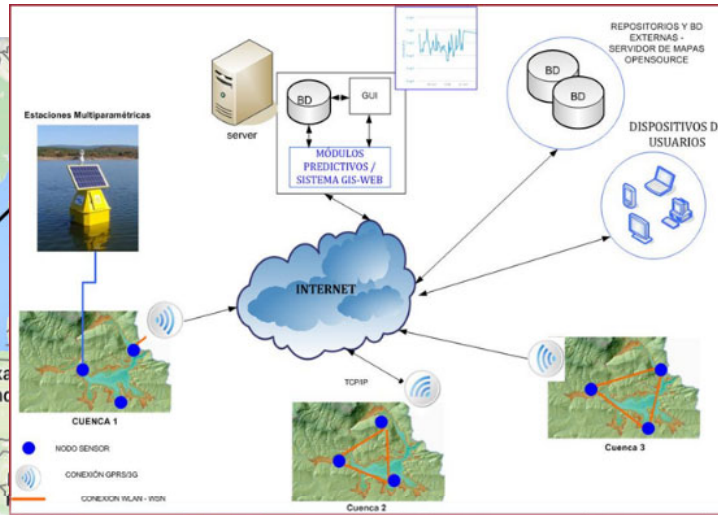 REPOSITORIOS Y BD
EXTERNAS -
SERVIDOR DE MAPAS
OPENSOURCE
BD
BD
BD
GUI
server
MÓDULOS
PREDICTIVOS /
SISTEMA GIS-WEB
Estaciones Multiparamétricas
DISPOSITIVOS D
USUARIOS
INTERNET
TCP/IP
CUENCA 1
Cuenca 2
Cuenca 3
NODO SENSOR
CONEXIÓN GPRS/3G
CONEXION WLAN - WSN